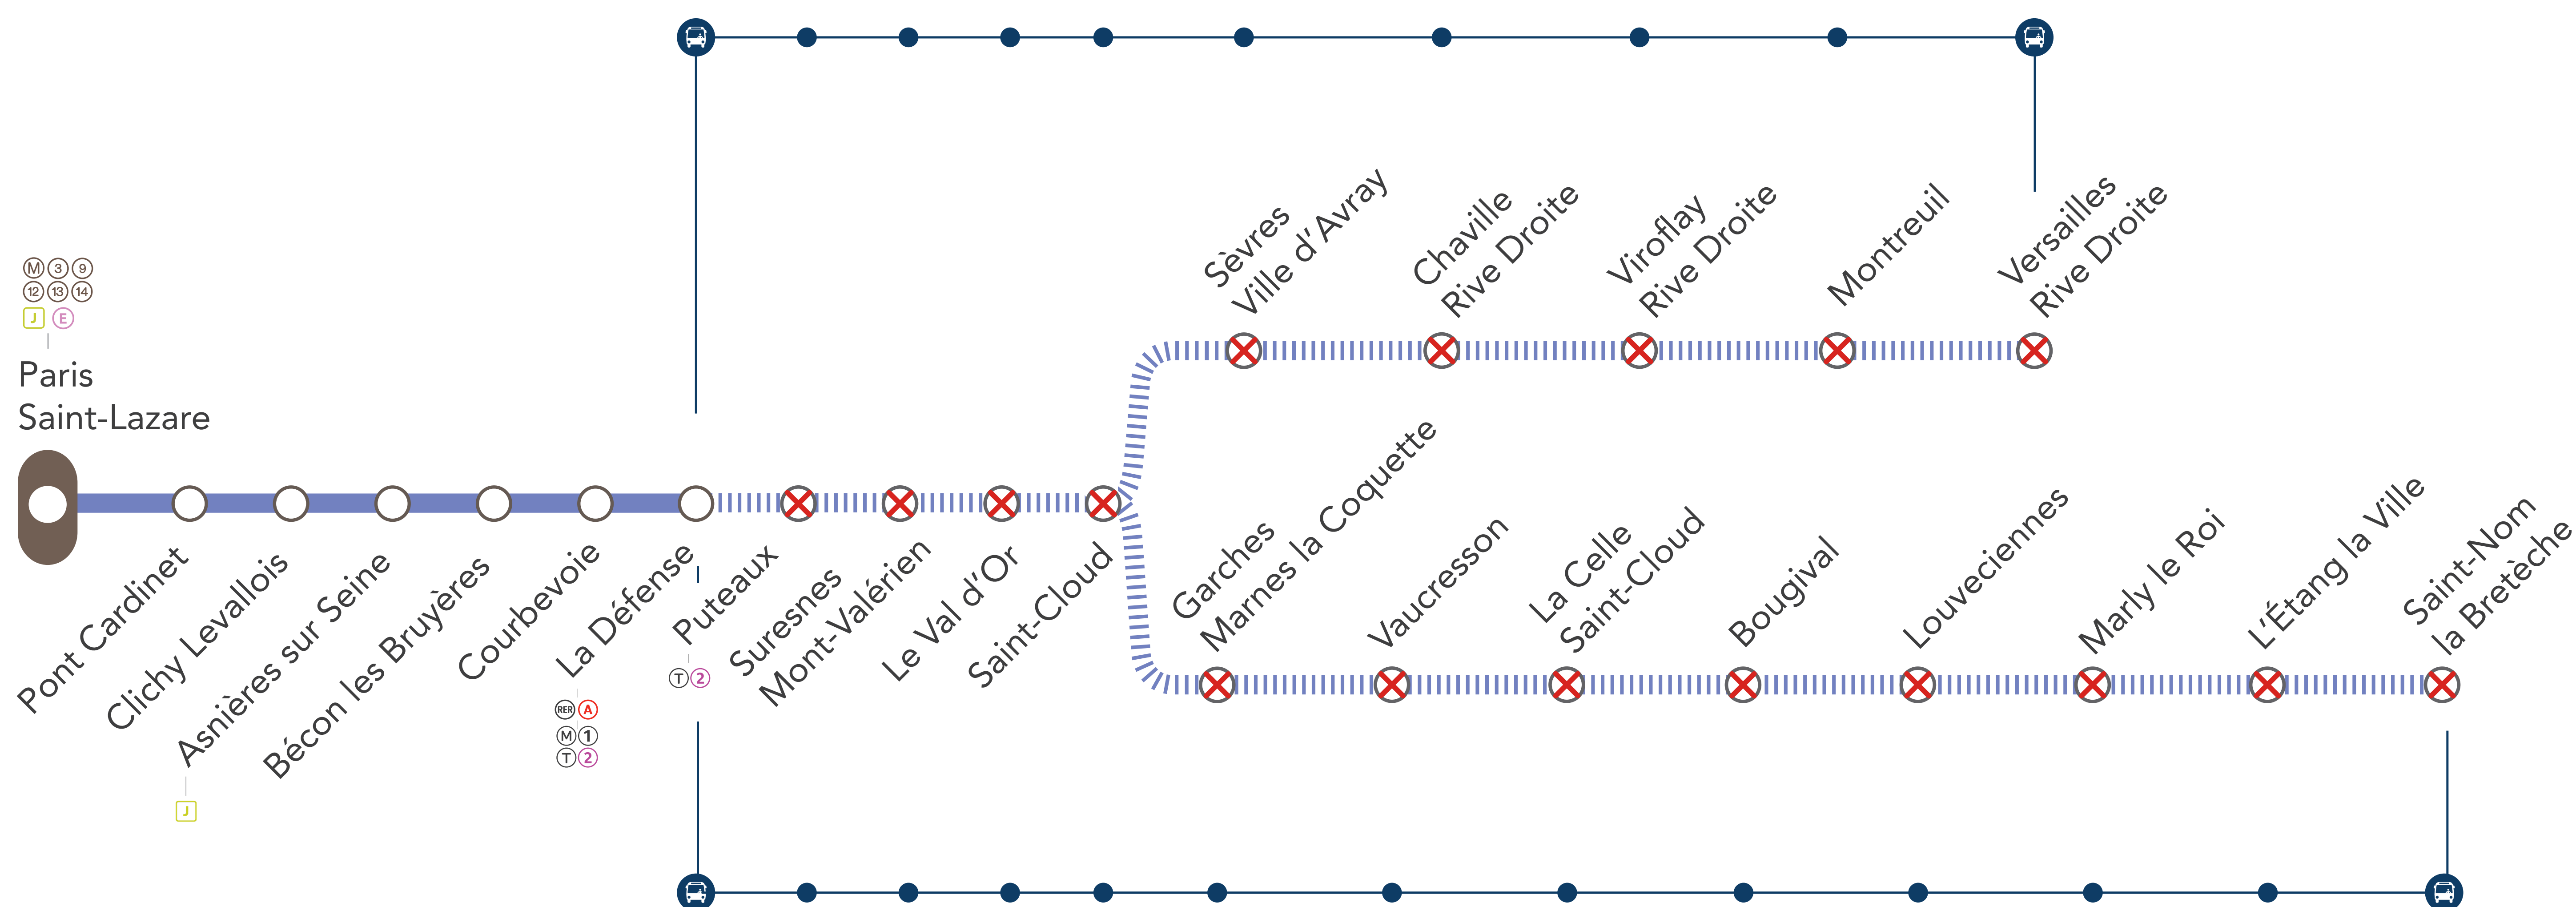 M 3 9
12 13 14
J E
Paris
Saint-Lazare
Pont Cardinet
Clichy Levallois
Asnières sur Seine
J
Bécon les Bruyères
Courbevoie
La Défense
RER A
M 1
T 2
Puteaux
T 2
Suresnes
Mont-Valérien
Le Val d’Or
Saint-Cloud
Sèvres
Ville d’Avray
Chaville
Rive Droite
Viroflay
Rive Droite
Montreuil
Versailles
Rive Droite
Garches
Marnes la Coquette
Vaucresson
La Celle
Saint-Cloud
Bougival
Louveciennes
Marly le Roi
L’Étang la Ville
Saint-Nom
la Bretèche